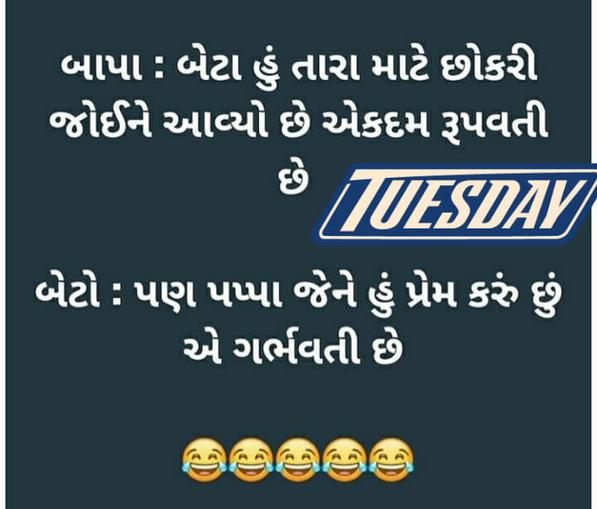 બાપા : બેટા હું તારા માટે છોકરી
જોઈને આવ્યો છે એકદમ રૂપવતી
છે
TUESDAY
બેટો : પણ પપ્પા જેને હું પ્રેમ કરું છું
એ ગર્ભવતી છે
😂😂😂😂😂